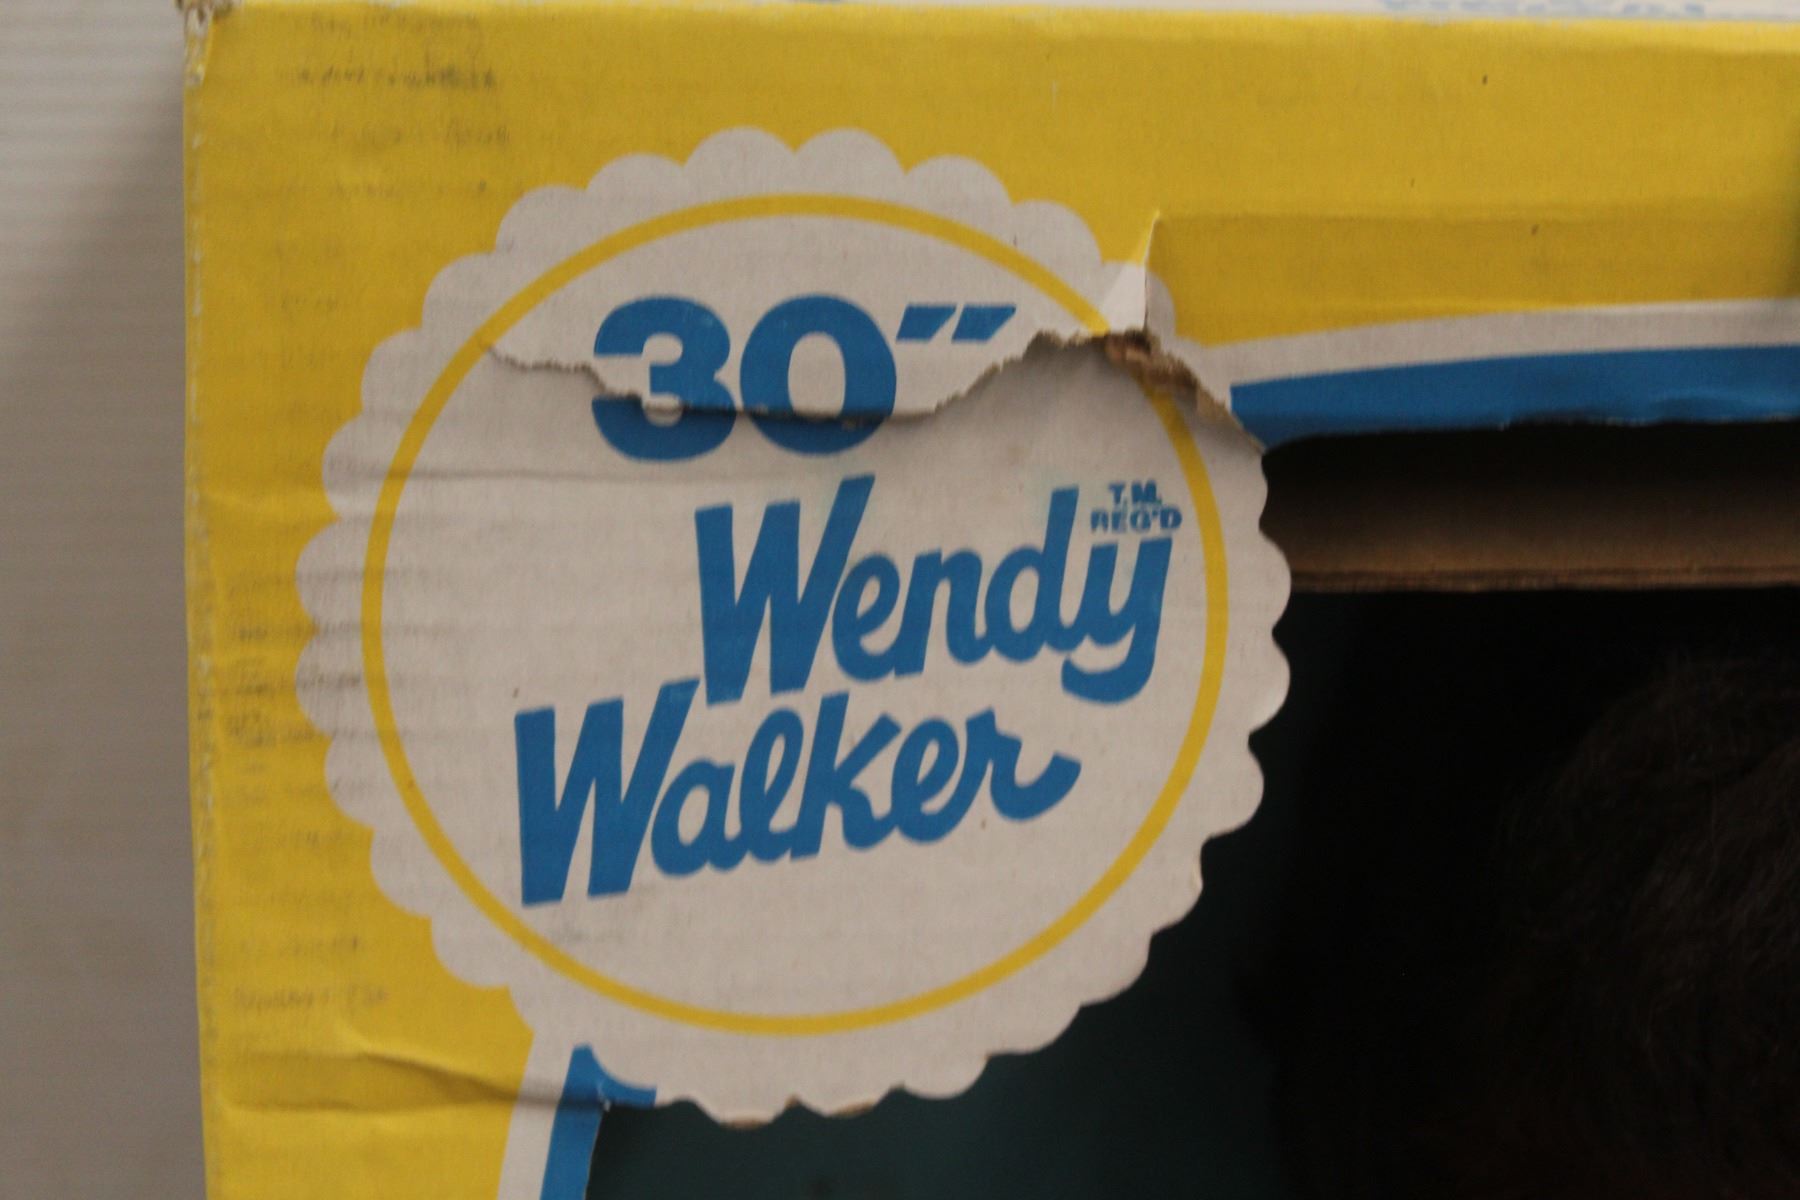 30"
Wendy
T.M.
REG'D
Walker